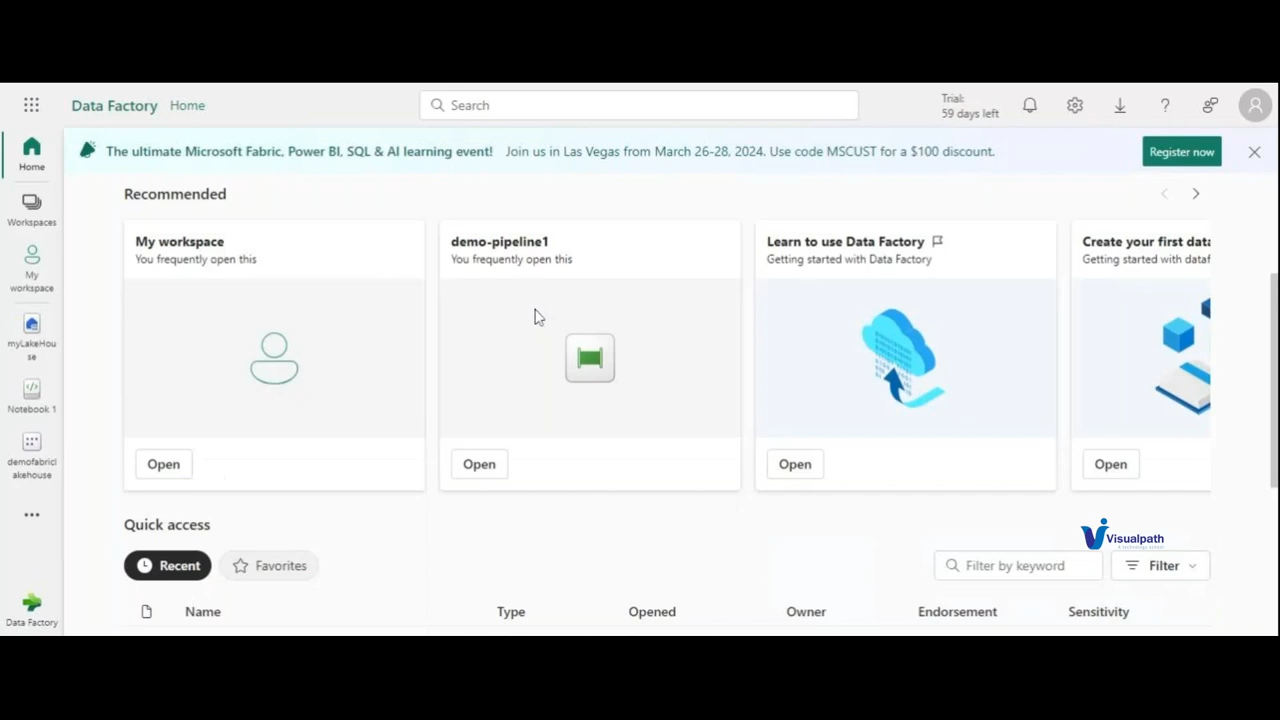 Data Factory Home
Search
Trial:
59 days left
The ultimate Microsoft Fabric, Power BI, SQL & AI learning event! Join us in Las Vegas from March 26-28, 2024. Use code MSCUST for a $100 discount.
Register now
Home
Workspaces
My
workspace
myLakeHou
se
Notebook 1
demofabricl
akehouse
Data Factory
Recommended
My workspace
You frequently open this
Open
demo-pipeline1
You frequently open this
Open
Learn to use Data Factory
Getting started with Data Factory
Open
Create your first data
Getting started with dataf
Open
Quick access
Visualpath
Recent
Favorites
Filter by keyword
Filter
Name Type Opened Owner Endorsement Sensitivity